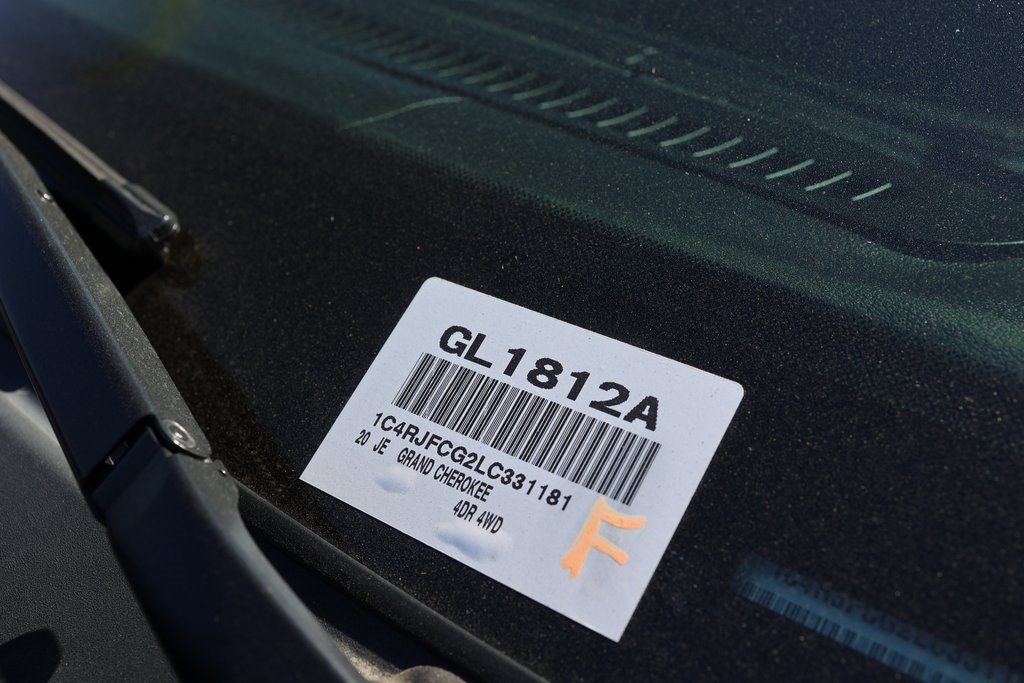 GL1812A
1C4RJFCG2LC331181
20 JE GRAND CHEROKEE
4DR 4WD
F